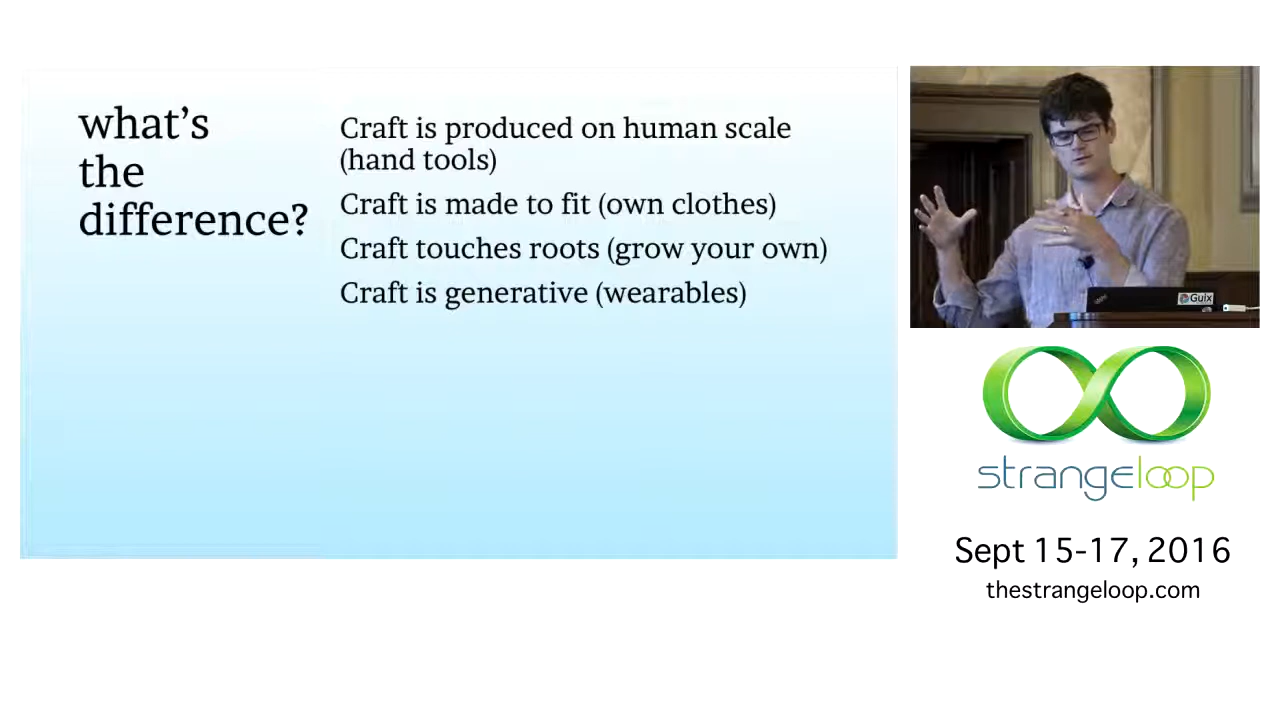 what's
the
difference?
Craft is produced on human scale
(hand tools)
Craft is made to fit (own clothes)
Craft touches roots (grow your own)
Craft is generative (wearables)
Guix
strangeloop
Sept 15-17, 2016
thestrangeloop.com